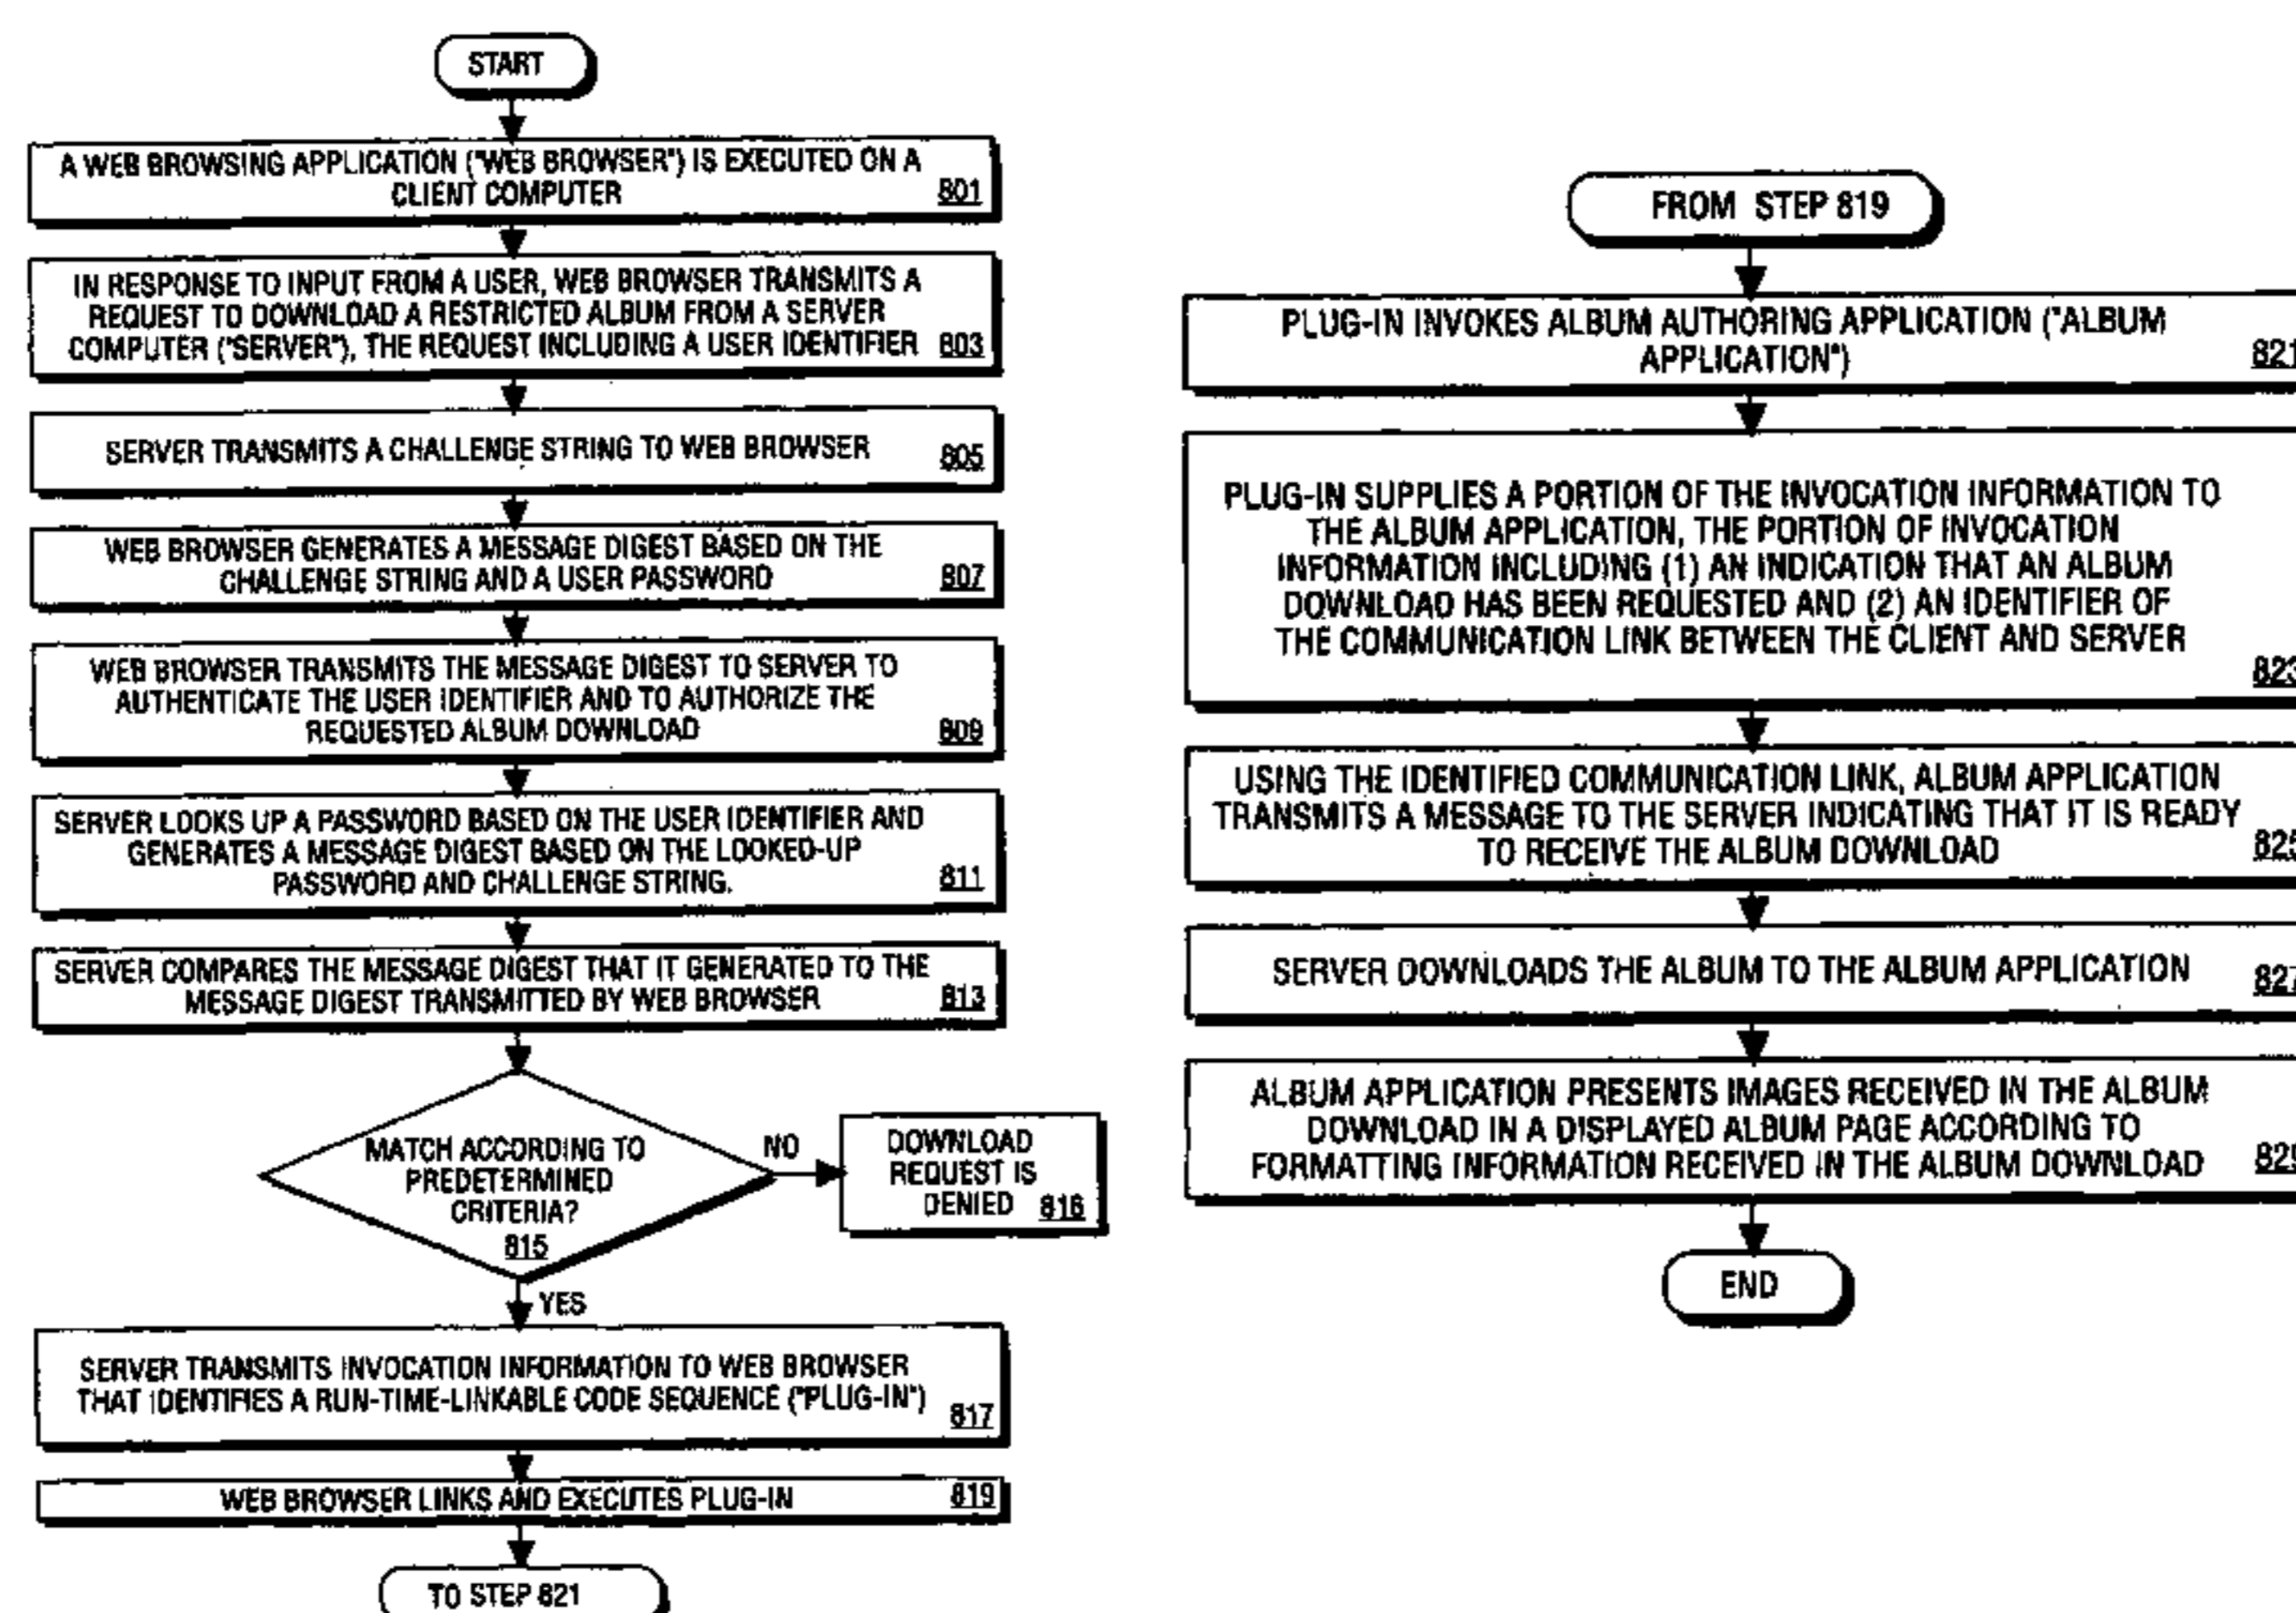 START
A WEB BROWSING APPLICATION ("WEB BROWSER") IS EXECUTED ON A
CLIENT COMPUTER 801
IN RESPONSE TO INPUT FROM A USER, WEB BROWSER TRANSMITS A
REQUEST TO DOWNLOAD A RESTRICTED ALBUM FROM A SERVER
COMPUTER ("SERVER"), THE REQUEST INCLUDING A USER IDENTIFIER 803
SERVER TRANSMITS A CHALLENGE STRING TO WEB BROWSER 805
WEB BROWSER GENERATES A MESSAGE DIGEST BASED ON THE
CHALLENGE STRING AND A USER PASSWORD 807
WEB BROWSER TRANSMITS THE MESSAGE DIGEST TO SERVER TO
AUTHENTICATE THE USER IDENTIFIER AND TO AUTHORIZE THE
REQUESTED ALBUM DOWNLOAD 809
SERVER LOOKS UP A PASSWORD BASED ON THE USER IDENTIFIER AND
GENERATES A MESSAGE DIGEST BASED ON THE LOOKED-UP
PASSWORD AND CHALLENGE STRING. 811
SERVER COMPARES THE MESSAGE DIGEST THAT IT GENERATED TO THE
MESSAGE DIGEST TRANSMITTED BY WEB BROWSER 813
MATCH ACCORDING TO
PREDETERMINED
CRITERIA?
815
NO
DOWNLOAD
REQUEST IS
DENIED 816
YES
SERVER TRANSMITS INVOCATION INFORMATION TO WEB BROWSER
THAT IDENTIFIES A RUN-TIME-LINKABLE CODE SEQUENCE ("PLUG-IN")
817
WEB BROWSER LINKS AND EXECUTES PLUG-IN 819
TO STEP 821
FROM STEP 819
PLUG-IN INVOKES ALBUM AUTHORING APPLICATION ("ALBUM
APPLICATION") 821
PLUG-IN SUPPLIES A PORTION OF THE INVOCATION INFORMATION TO
THE ALBUM APPLICATION, THE PORTION OF INVOCATION
INFORMATION INCLUDING (1) AN INDICATION THAT AN ALBUM
DOWNLOAD HAS BEEN REQUESTED AND (2) AN IDENTIFIER OF
THE COMMUNICATION LINK BETWEEN THE CLIENT AND SERVER
823
USING THE IDENTIFIED COMMUNICATION LINK, ALBUM APPLICATION
TRANSMITS A MESSAGE TO THE SERVER INDICATING THAT IT IS READY
TO RECEIVE THE ALBUM DOWNLOAD 825
SERVER DOWNLOADS THE ALBUM TO THE ALBUM APPLICATION 827
ALBUM APPLICATION PRESENTS IMAGES RECEIVED IN THE ALBUM
DOWNLOAD IN A DISPLAYED ALBUM PAGE ACCORDING TO
FORMATTING INFORMATION RECEIVED IN THE ALBUM DOWNLOAD 829
END